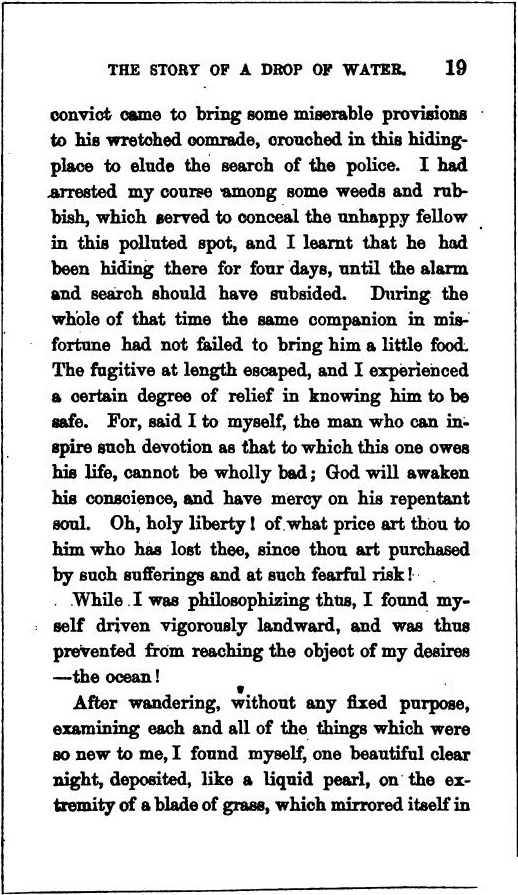 THE STORY OF A DROP OF WATER. 19
convict came to bring some miserable provisions
to his wretched comrade, crouched in this hiding-
place to elude the search of the police. I had
arrested my course among some weeds and rub-
bish, which served to conceal the unhappy fellow
in this polluted spot, and I learnt that he had
been hiding there for four days, until the alarm
and search should have subsided. During the
whole of that time the same companion in mis-
fortune had not failed to bring him a little food.
The fugitive at length escaped, and I experienced
a certain degree of relief in knowing him to be
safe. For, said I to myself, the man who can in-
spire such devotion as that to which this one owes
his life, cannot be wholly bad; God will awaken
his conscience, and have mercy on his repentant
soul. Oh, holy liberty! of what price art thou to
him who has lost thee, since thou art purchased
by such sufferings and at such fearful risk!
While I was philosophizing thus, I found my-
self driven vigorously landward, and was thus
prevented from reaching the object of my desires
—the ocean!
After wandering, without any fixed purpose,
examining each and all of the things which were
so new to me, I found myself, one beautiful clear
night, deposited, like a liquid pearl, on the ex-
tremity of a blade of grass, which mirrored itself in